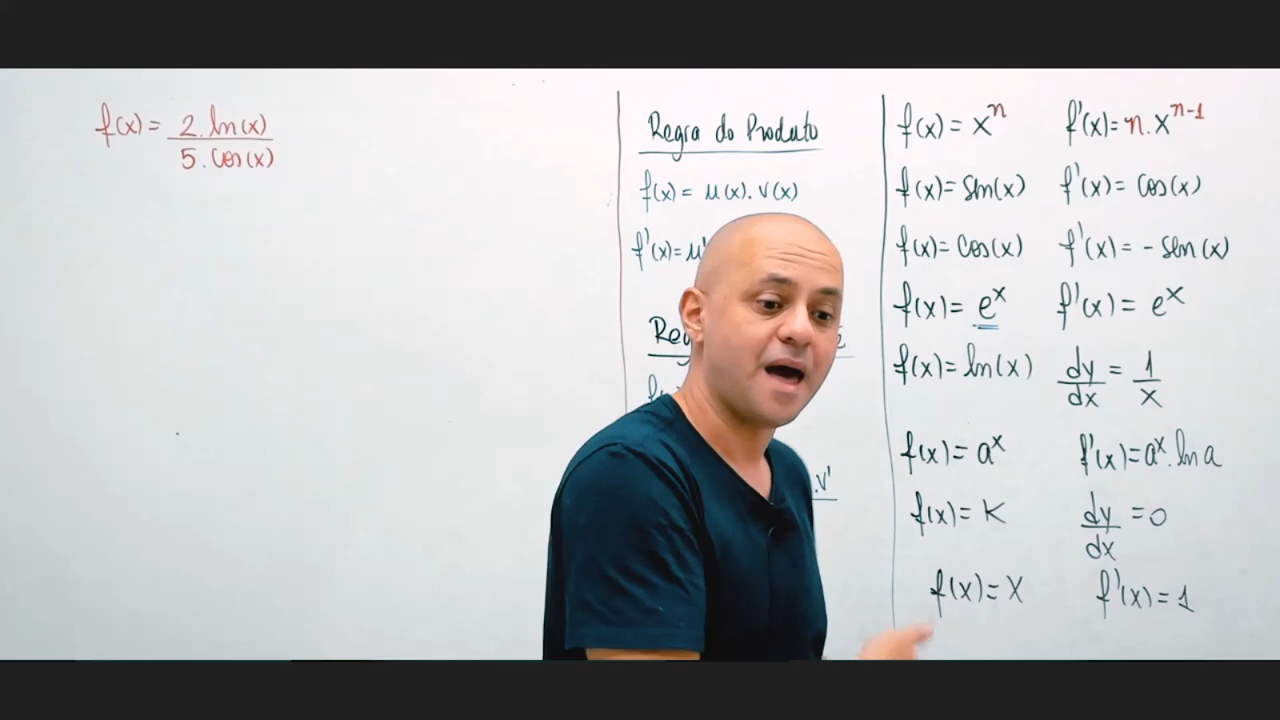 f(x) = 2.ln(x) / 5.cos(x)
Regra do Produto
f(x) = u(x).v(x)
f'(x)= u'
.v'
f(x) = x^n f'(x)= n.x^(n-1)
f(x)= sen(x) f'(x)= cos(x)
f(x)= cos(x) f'(x)= -sen(x)
f(x)= e^x f'(x)= e^x
f(x)= ln(x) dy/dx = 1/x
f(x)= a^x f'(x)= a^x.ln a
f(x)= K dy/dx = 0
f(x)= x f'(x)= 1